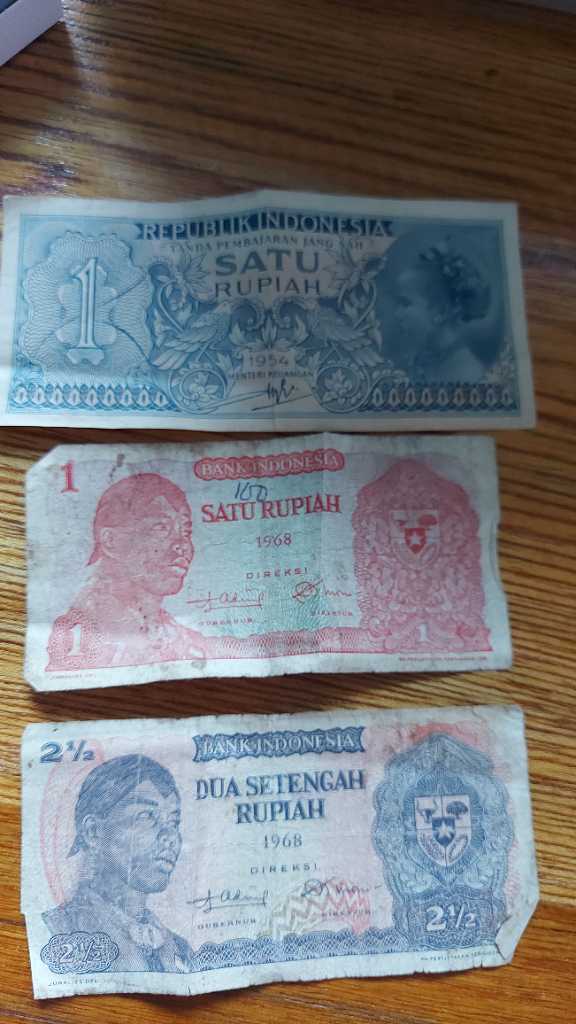 REPUBLIK INDONESIA
TANDA PEMBAJARAN JANG SAH
SATU
RUPIAH
1
1954
MENTERI KEUANGAN
1
BANK INDONESIA
100
SATU RUPIAH
1968
DIREKSI
GUBERNUR DIREKTUR
1 1
2½
BANK INDONESIA
DUA SETENGAH
RUPIAH
1968
DIREKSI
GUBERNUR DIREKTUR
2½ 2½